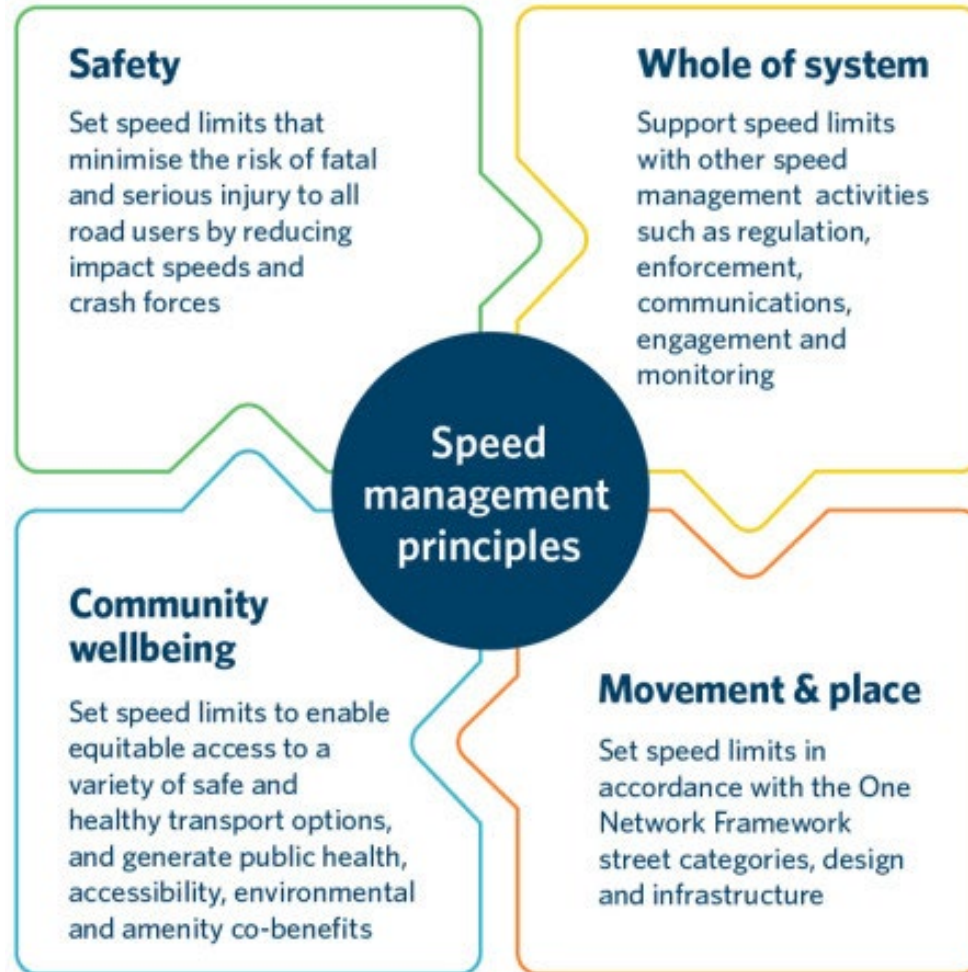 Safety
Set speed limits that
minimise the risk of fatal
and serious injury to all
road users by reducing
impact speeds and
crash forces
Whole of system
Support speed limits
with other speed
management activities
such as regulation,
enforcement,
communications,
engagement and
monitoring
Speed
management
principles
Community
wellbeing
Set speed limits to enable
equitable access to a
variety of safe and
healthy transport options,
and generate public health,
accessibility, environmental
and amenity co-benefits
Movement & place
Set speed limits in
accordance with the One
Network Framework
street categories, design
and infrastructure